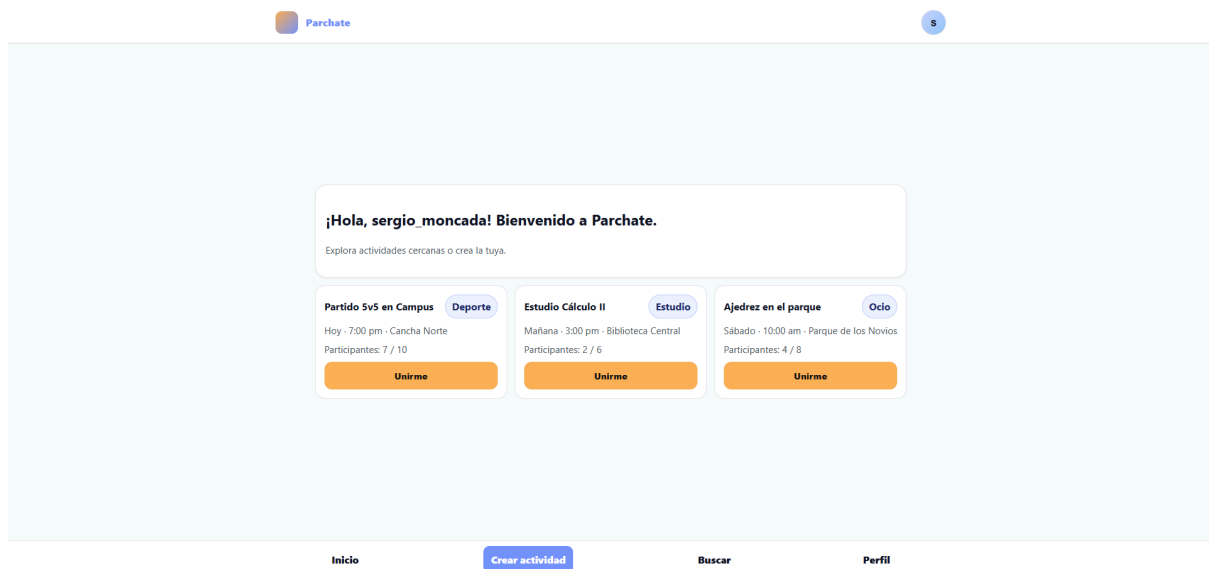 Parchate
S
¡Hola, sergio_moncada! Bienvenido a Parchate.
Explora actividades cercanas o crea la tuya.
Partido 5v5 en Campus
Deporte
Hoy · 7:00 pm · Cancha Norte
Participantes: 7 / 10
Unirme
Estudio Cálculo II
Estudio
Mañana · 3:00 pm · Biblioteca Central
Participantes: 2 / 6
Unirme
Ajedrez en el parque
Ocio
Sábado · 10:00 am · Parque de los Novios
Participantes: 4 / 8
Unirme
Inicio
Crear actividad
Buscar
Perfil